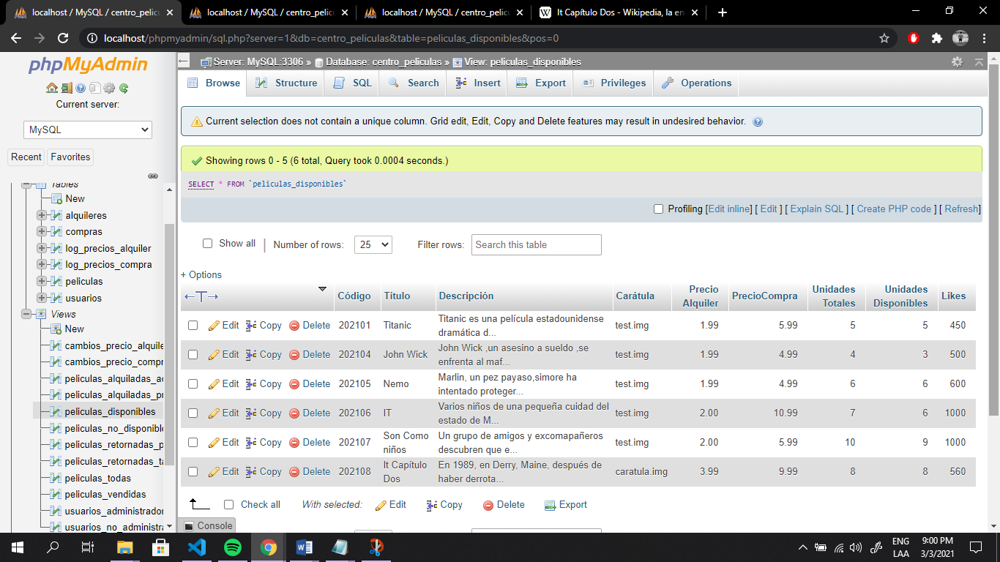 localhost / MySQL / centro_pelicu
localhost / MySQL / centro_pelicu
localhost / MySQL / centro_pelicu
It Capítulo Dos - Wikipedia, la en
localhost/phpmyadmin/sql.php?server=1&db=centro_peliculas&table=peliculas_disponibles&pos=0
phpMyAdmin
Current server:
MySQL
Recent Favorites
Tables
New
alquileres
compras
log_precios_alquiler
log_precios_compra
peliculas
usuarios
Views
New
cambios_precio_alquile
cambios_precio_compr
peliculas_alquiladas_ac
peliculas_alquiladas_pr
peliculas_disponibles
peliculas_no_disponible
peliculas_retornadas_p
peliculas_retornadas_ta
peliculas_todas
peliculas_vendidas
usuarios_administrador
usuarios_no_administra
Server: MySQL:3306 » Database: centro_peliculas » View: peliculas_disponibles
Browse Structure SQL Search Insert Export Privileges Operations
Current selection does not contain a unique column. Grid edit, Edit, Copy and Delete features may result in undesired behavior.
Showing rows 0 - 5 (6 total, Query took 0.0004 seconds.)
SELECT * FROM `peliculas_disponibles`
Profiling [Edit inline] [ Edit ] [ Explain SQL ] [ Create PHP code ] [ Refresh]
Show all | Number of rows: 25 Filter rows: Search this table
+ Options
←T→ Código Título Descripción Carátula Precio Alquiler PrecioCompra Unidades Totales Unidades Disponibles Likes
Edit Copy Delete 202101 Titanic Titanic es una película estadounidense dramática d... test.img 1.99 5.99 5 5 450
Edit Copy Delete 202104 John Wick John Wick ,un asesino a sueldo ,se enfrenta al maf... test.img 1.99 4.99 4 3 500
Edit Copy Delete 202105 Nemo Marlin, un pez payaso,simore ha intentado proteger... test.img 1.99 4.99 6 6 600
Edit Copy Delete 202106 IT Varios niños de una pequeña cuidad del estado de M... test.img 2.00 10.99 7 6 1000
Edit Copy Delete 202107 Son Como niños Un grupo de amigos y excomapañeros descubren que e... test.img 2.00 5.99 10 9 1000
Edit Copy Delete 202108 It Capítulo Dos En 1989, en Derry, Maine, después de haber derrota... caratula.img 3.99 9.99 8 8 560
Check all With selected: Edit Copy Delete Export
Console
ENG 9:00 PM
LAA 3/3/2021